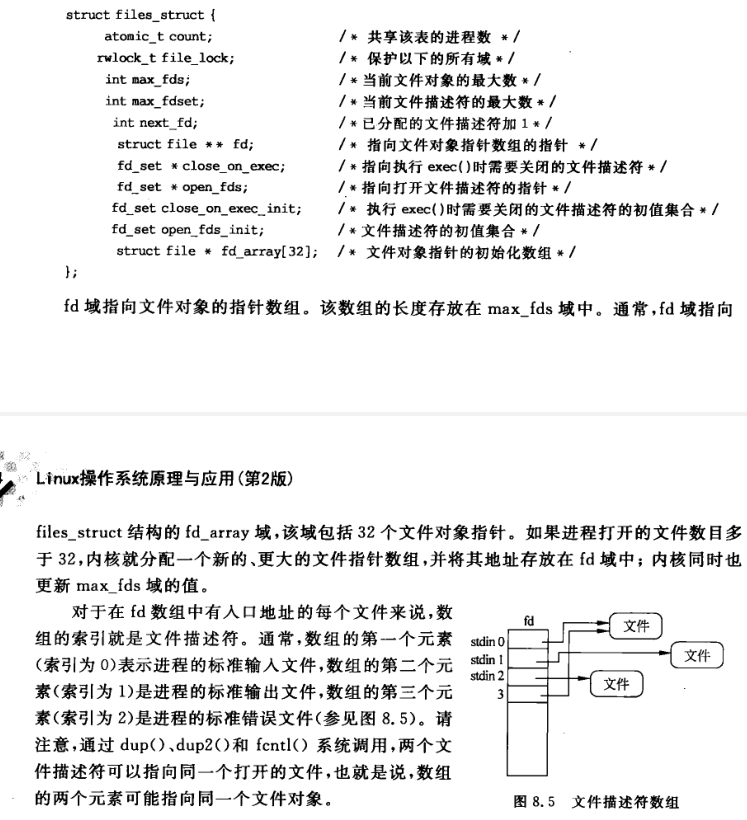 struct files_struct {
atomic_t count; /* 共享该表的进程数 */
rwlock_t file_lock; /* 保护以下的所有域 */
int max_fds; /* 当前文件对象的最大数 */
int max_fdset; /* 当前文件描述符的最大数 */
int next_fd; /* 已分配的文件描述符加 1 */
struct file ** fd; /* 指向文件对象指针数组的指针 */
fd_set * close_on_exec; /* 指向执行 exec()时需要关闭的文件描述符 */
fd_set * open_fds; /* 指向打开文件描述符的指针 */
fd_set close_on_exec_init; /* 执行 exec()时需要关闭的文件描述符的初值集合 */
fd_set open_fds_init; /* 文件描述符的初值集合 */
struct file * fd_array[32]; /* 文件对象指针的初始化数组 */
};
fd 域指向文件对象的指针数组。该数组的长度存放在 max_fds 域中。通常,fd 域指向
Linux操作系统原理与应用(第2版)
files_struct 结构的 fd_array 域,该域包括 32 个文件对象指针。如果进程打开的文件数目多
于 32,内核就分配一个新的、更大的文件指针数组,并将其地址存放在 fd 域中；内核同时也
更新 max_fds 域的值。
对于在 fd 数组中有入口地址的每个文件来说,数
组的索引就是文件描述符。通常,数组的第一个元素
(索引为 0)表示进程的标准输入文件,数组的第二个元
素(索引为 1)是进程的标准输出文件,数组的第三个元
素(索引为 2)是进程的标准错误文件(参见图 8.5)。请
注意,通过 dup()、dup2()和 fcntl() 系统调用,两个文
件描述符可以指向同一个打开的文件,也就是说,数组
的两个元素可能指向同一个文件对象。
fd
stdin 0
stdin 1
stdin 2
3
文件
文件
文件
图 8.5 文件描述符数组